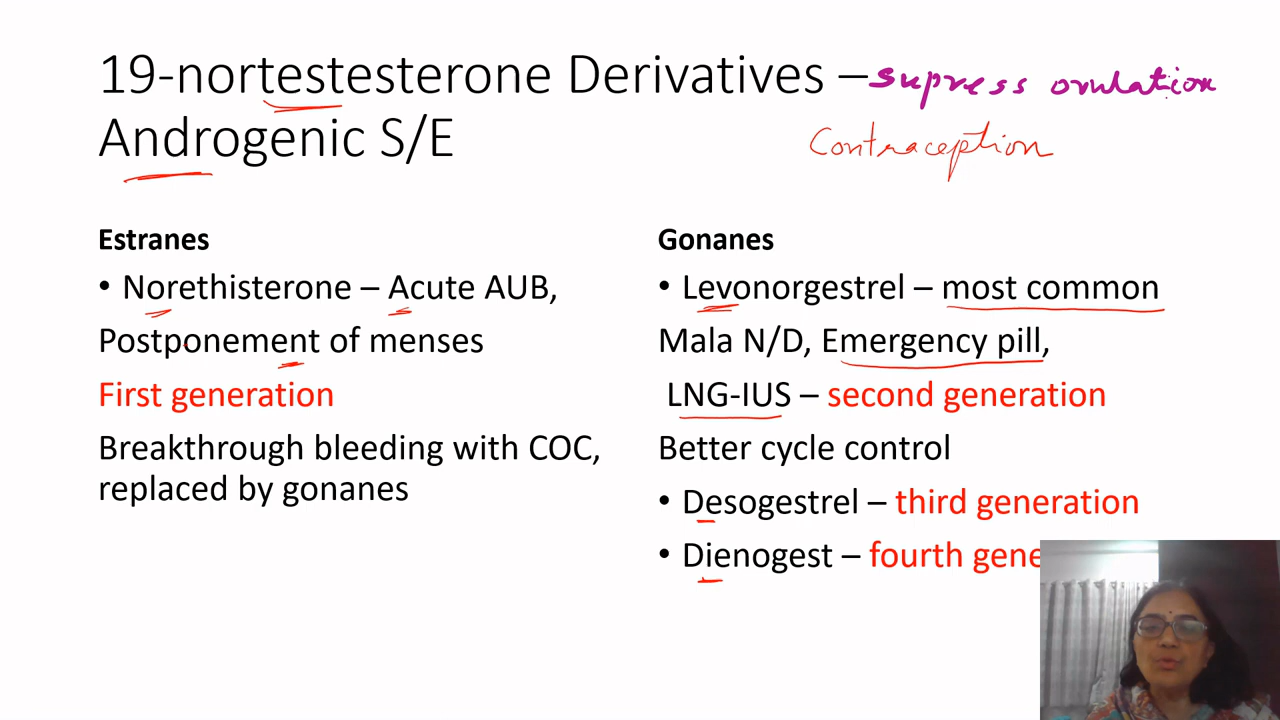 19-nortestesterone Derivatives –supress ovulation
Androgenic S/E
Contraception
Estranes
• Norethisterone – Acute AUB,
Postponement of menses
First generation
Breakthrough bleeding with COC,
replaced by gonanes
Gonanes
• Levonorgestrel – most common
Mala N/D, Emergency pill,
LNG-IUS – second generation
Better cycle control
• Desogestrel – third generation
• Dienogest – fourth gene